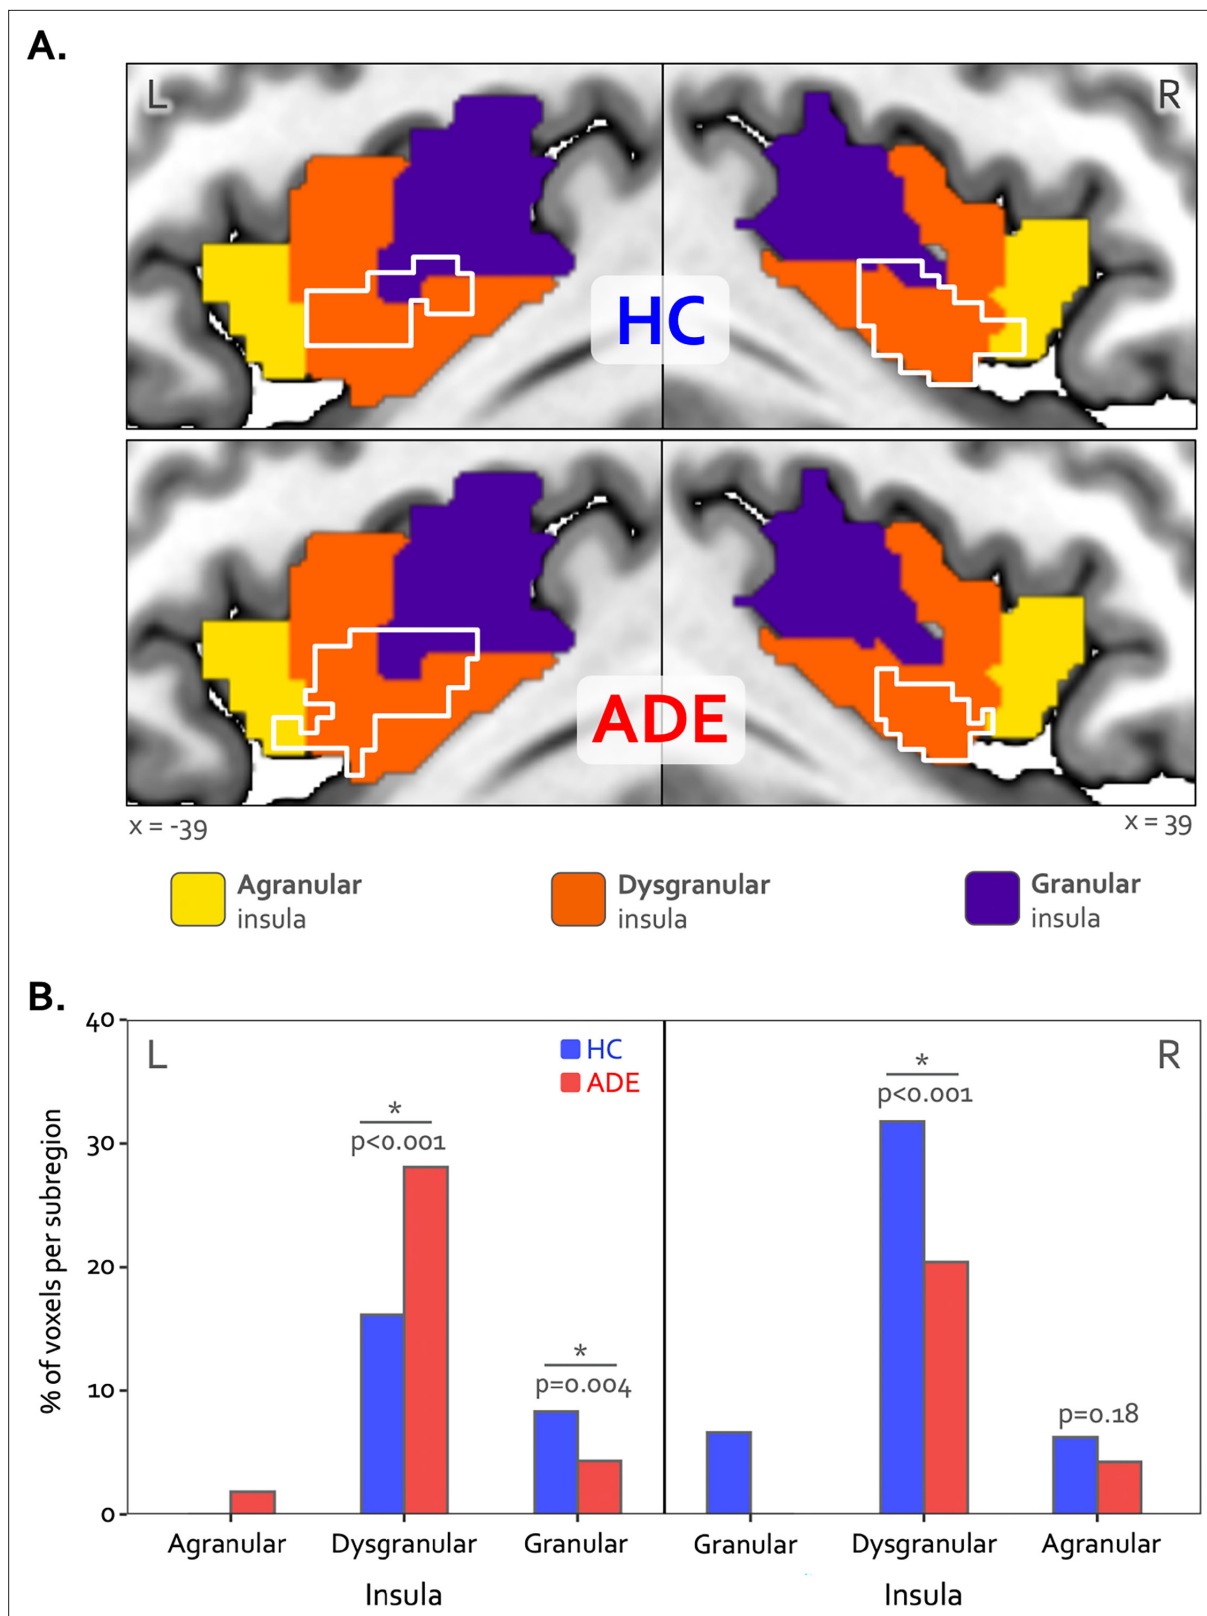 A.
L
R
HC
ADE
x = -39
x = 39
Agranular
insula
Dysgranular
insula
Granular
insula
B.
40
30
20
10
0
% of voxels per subregion
L
R
HC
ADE
*
p<0.001
*
p=0.004
*
p<0.001
p=0.18
Agranular
Dysgranular
Granular
Granular
Dysgranular
Agranular
Insula
Insula